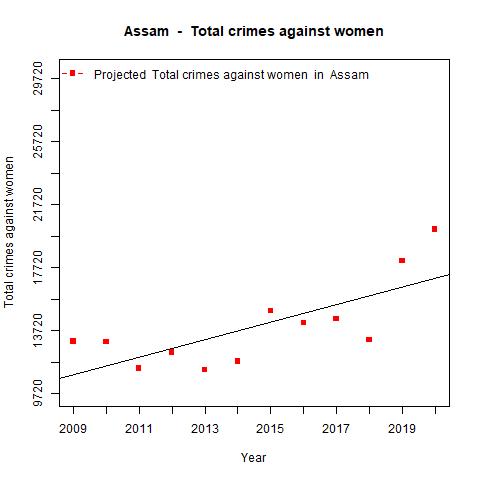 Assam - Total crimes against women
Projected Total crimes against women in Assam
Total crimes against women
29720
25720
21720
17720
13720
9720
2009 2011 2013 2015 2017 2019
Year